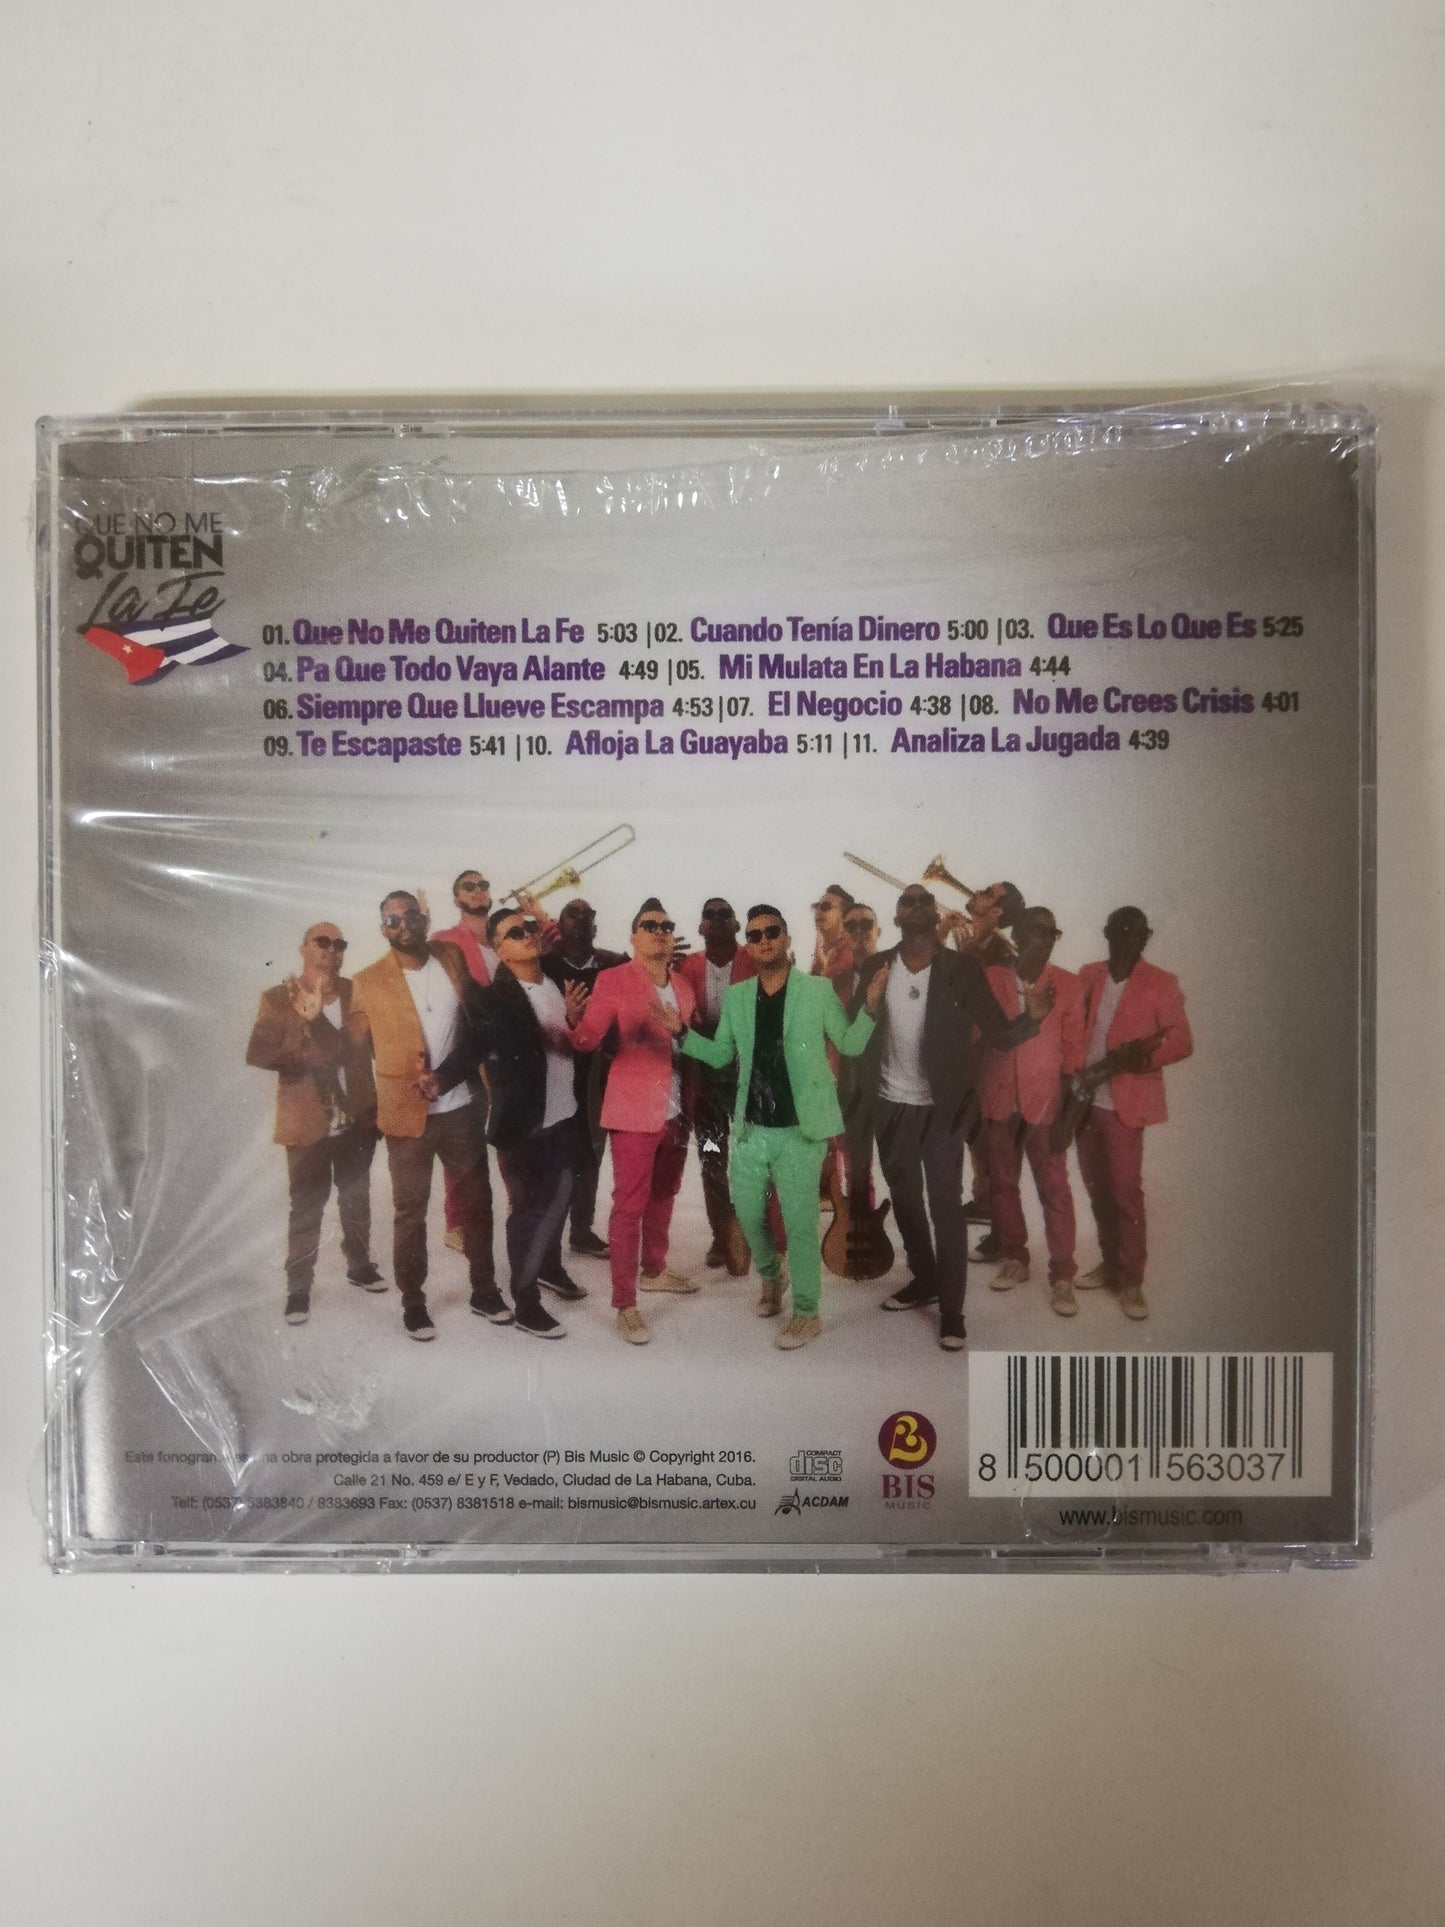 QUE NO ME
QUITEN
La Fe
01. Que No Me Quiten La Fe 5:03 | 02. Cuando Tenía Dinero 5:00 | 03. Que Es Lo Que Es 5:25
04. Pa Que Todo Vaya Alante 4:49 | 05. Mi Mulata En La Habana 4:44
06. Siempre Que Llueve Escampa 4:53 | 07. El Negocio 4:38 | 08. No Me Crees Crisis 4:01
09. Te Escapaste 5:41 | 10. Afloja La Guayaba 5:11 | 11. Analiza La Jugada 4:39
Este obra protegida a favor de su productor (P) Bis Music © Copyright 2016.
Calle 21 No. 459 e/ E y F, Vedado, Ciudad de La Habana, Cuba.
Telf: (0537) 8383840 / 8383693 Fax: (0537) 8381518 e-mail: bismusic@bismusic.artex.cu
COMPACT
disc
DIGITAL AUDIO
ACDAM
BIS
MUSIC
8 500001 563037
www.bismusic.com